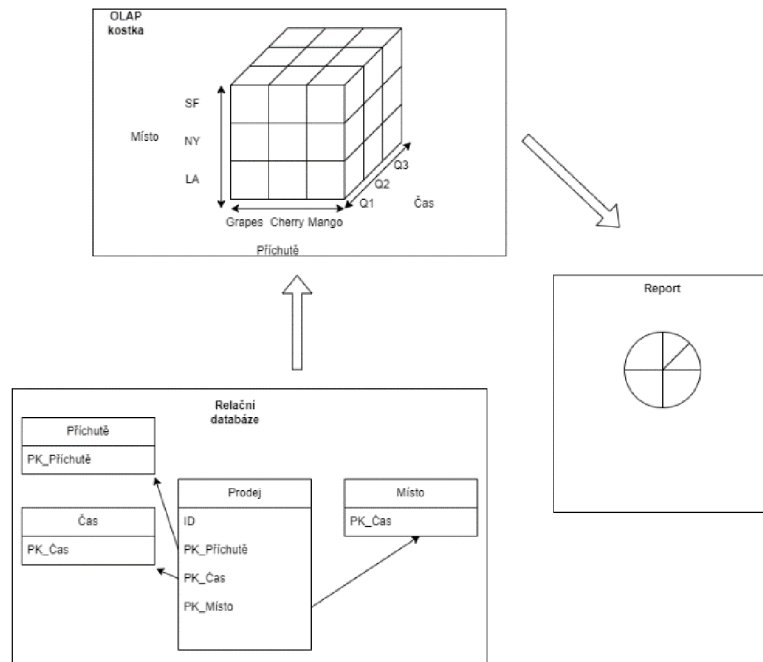 OLAP
kostka
SF
Místo
NY
LA
Q3
Q2
Q1
Čas
Grapes Cherry Mango
Příchutě
Report
Relační
databáze
Příchutě
PK_Příchutě
Čas
PK_Čas
Prodej
ID
PK_Příchutě
PK_Čas
PK_Místo
Místo
PK_Čas